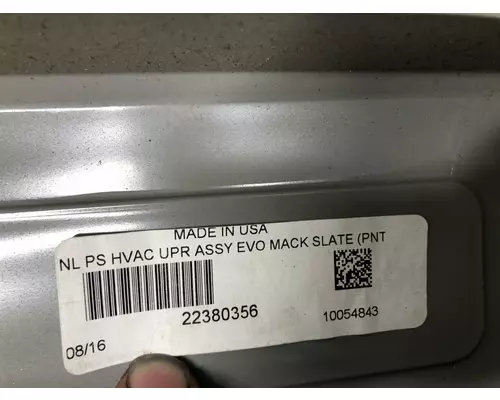 MADE IN USA
NL PS HVAC UPR ASSY EVO MACK SLATE (PNT
22380356
10054843
08/16